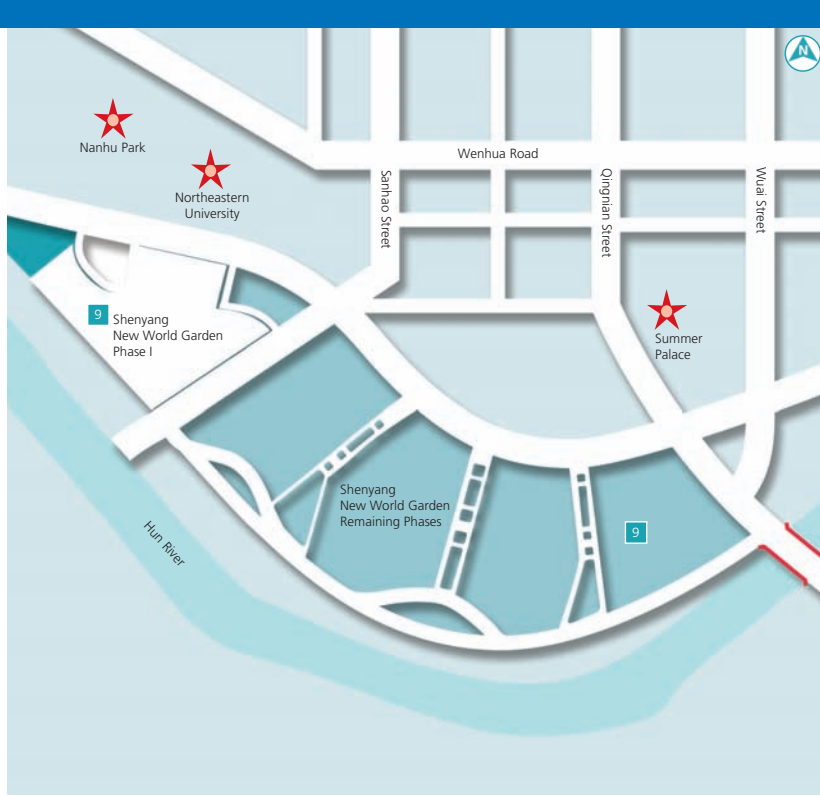 N
Nanhu Park
Wenhua Road
Northeastern
University
Sanhao Street
Qingnian Street
Wuai Street
9
Shenyang
New World Garden
Phase I
Summer
Palace
Shenyang
New World Garden
Remaining Phases
9
Hun River